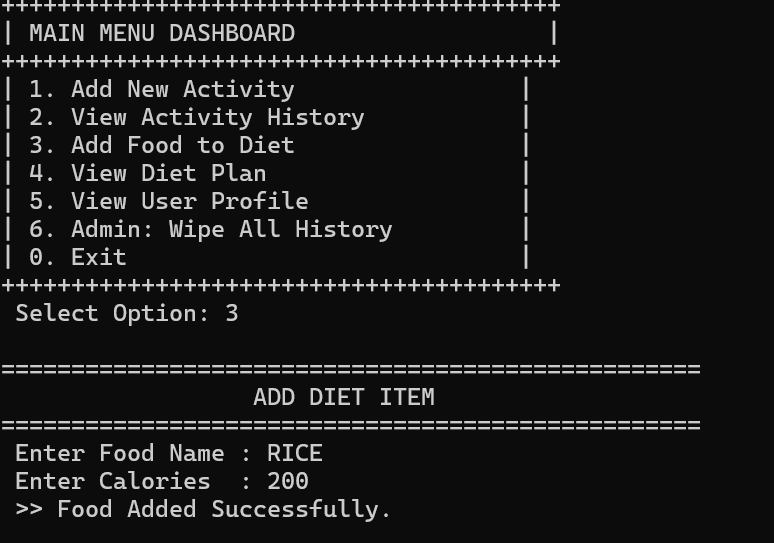 ++++++++++++++++++++++++++++++++++++++++
| MAIN MENU DASHBOARD                  |
++++++++++++++++++++++++++++++++++++++++
| 1. Add New Activity                |
| 2. View Activity History           |
| 3. Add Food to Diet                |
| 4. View Diet Plan                  |
| 5. View User Profile               |
| 6. Admin: Wipe All History         |
| 0. Exit                            |
++++++++++++++++++++++++++++++++++++++++
 Select Option: 3
==================================================
                  ADD DIET ITEM
==================================================
 Enter Food Name : RICE
 Enter Calories  : 200
 >> Food Added Successfully.